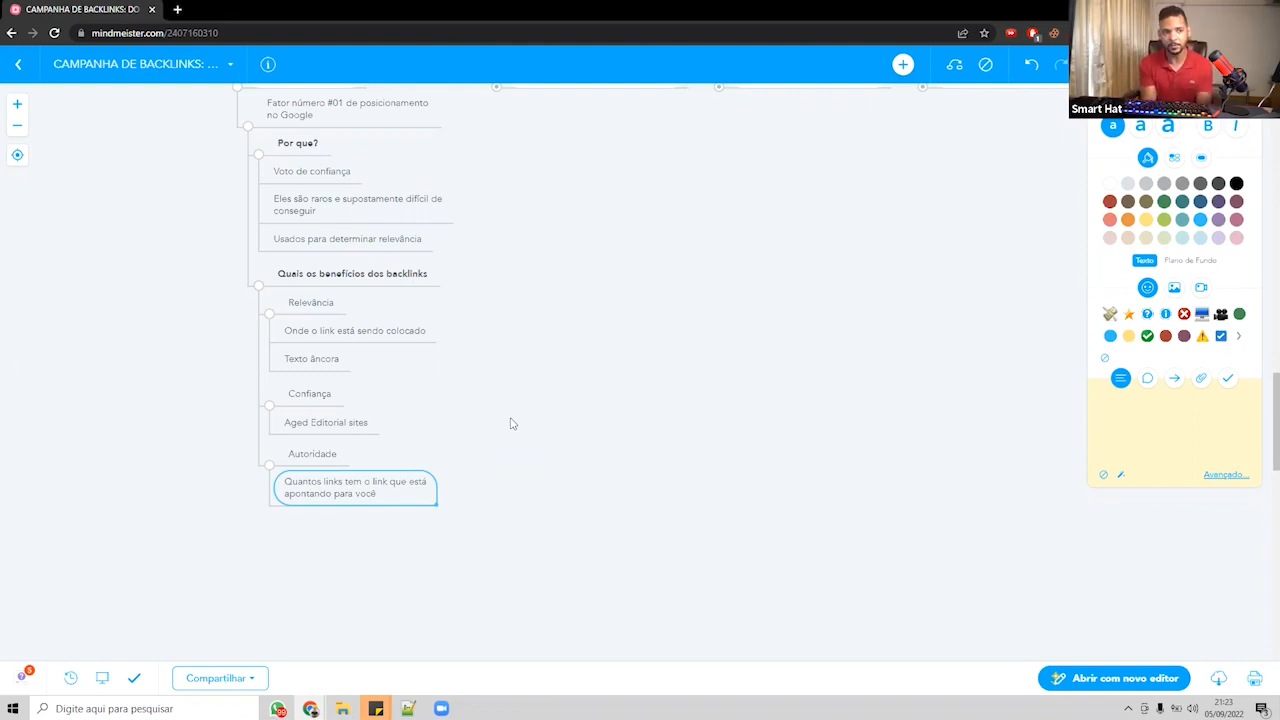 CAMPANHA DE BACKLINKS: DO
mindmeister.com/2407160310
CAMPANHA DE BACKLINKS: ...
Smart Hat
Fator número #01 de posicionamento
no Google
Por que?
Voto de confiança
Eles são raros e supostamente difícil de
conseguir
Usados para determinar relevância
Quais os benefícios dos backlinks
Relevância
Onde o link está sendo colocado
Texto âncora
Confiança
Aged Editorial sites
Autoridade
Quantos links tem o link que está
apontando para você
a a a B I
Texto Plano de Fundo
Avançado...
5
Compartilhar
Abrir com novo editor
Digite aqui para pesquisar
99
21:23
05/09/2022
3